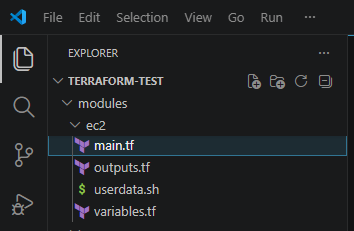 File Edit Selection View Go Run ···
EXPLORER ···
TERRAFORM-TEST
modules
ec2
main.tf
outputs.tf
$ userdata.sh
variables.tf